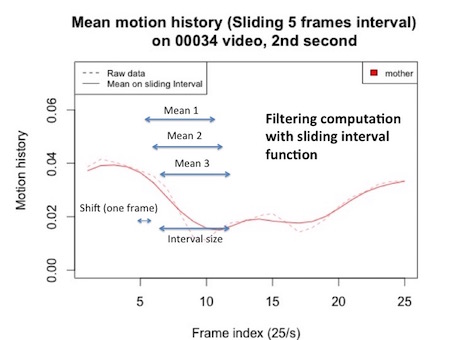 Mean motion history (Sliding 5 frames interval)
on 00034 video, 2nd second
Raw data
Mean on sliding Interval
mother
Mean 1
Mean 2
Mean 3
Filtering computation
with sliding interval
function
Shift (one frame)
Interval size
Motion history
0.06
0.04
0.02
0.00
5
10
15
20
25
Frame index (25/s)